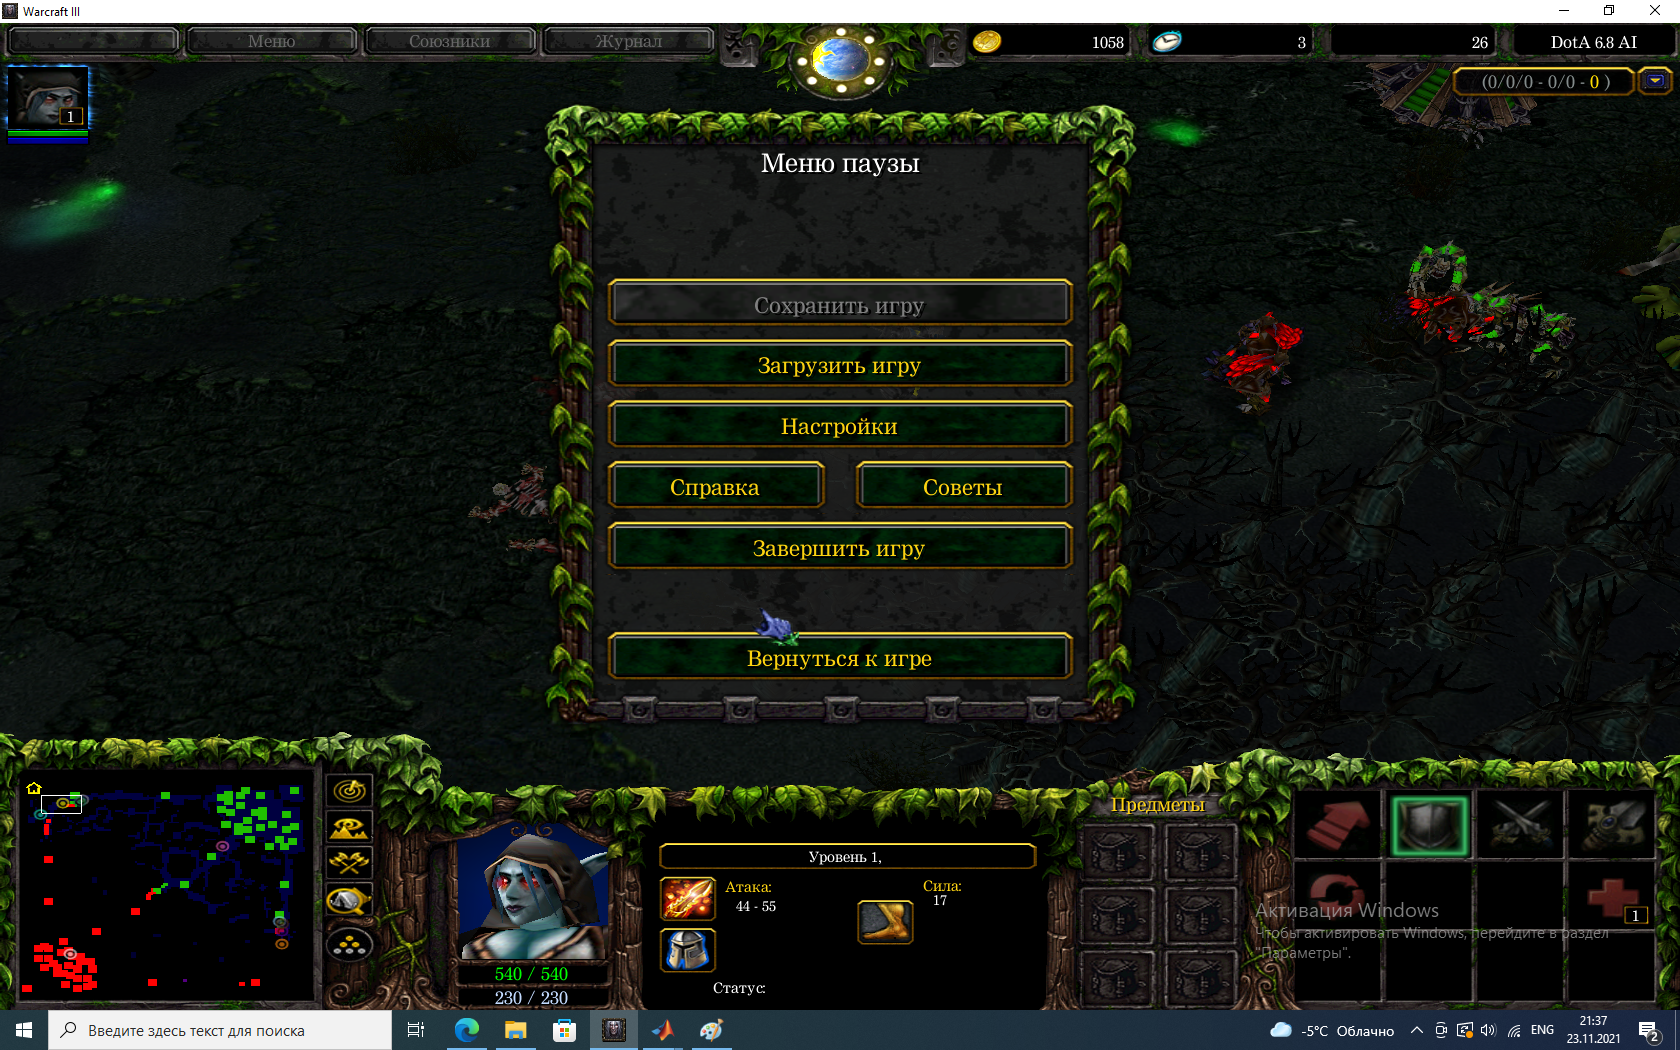 Warcraft III
Меню
Союзники
Журнал
1058
3
26
DotA 6.8 AI
(0/0/0 - 0/0 - 0 )
1
Меню паузы
Сохранить игру
Загрузить игру
Настройки
Справка
Советы
Завершить игру
Вернуться к игре
Предметы
Уровень 1,
Атака:
44 - 55
Сила:
17
540 / 540
230 / 230
Статус:
1
Активация Windows
Чтобы активировать Windows, перейдите в раздел
"Параметры".
Введите здесь текст для поиска
-5°C Облачно
ENG
21:37
23.11.2021
2